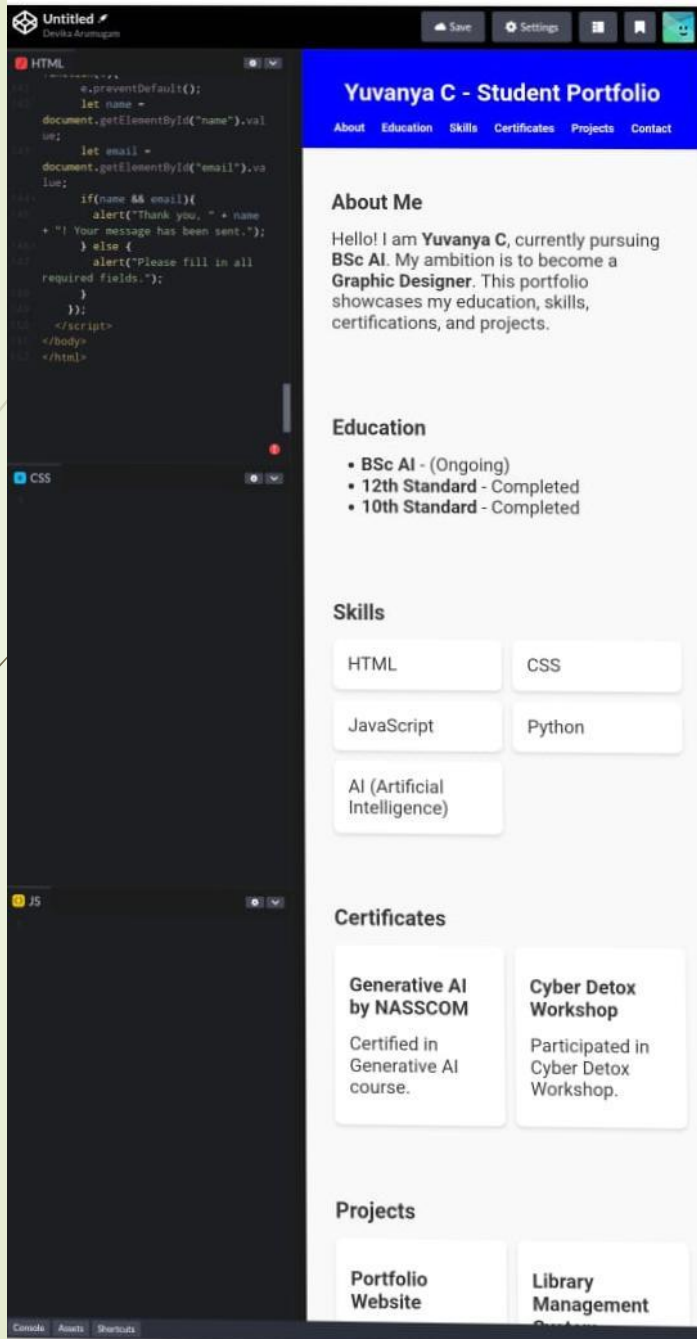 Untitled
Devika Arumugam
Save
Settings
HTML
e.preventDefault();
let name =
document.getElementById("name").val
ue;
let email =
document.getElementById("email").va
lue;
if(name && email){
alert("Thank you, " + name
+ "! Your message has been sent.");
} else {
alert("Please fill in all
required fields.");
}
});
</script>
</body>
</html>
CSS
JS
Console Assets Shortcuts
Yuvanya C - Student Portfolio
About Education Skills Certificates Projects Contact
About Me
Hello! I am Yuvanya C, currently pursuing
BSc AI. My ambition is to become a
Graphic Designer. This portfolio
showcases my education, skills,
certifications, and projects.
Education
• BSc AI - (Ongoing)
• 12th Standard - Completed
• 10th Standard - Completed
Skills
HTML
CSS
JavaScript
Python
AI (Artificial
Intelligence)
Certificates
Generative AI
by NASSCOM
Certified in
Generative AI
course.
Cyber Detox
Workshop
Participated in
Cyber Detox
Workshop.
Projects
Portfolio
Website
Library
Management